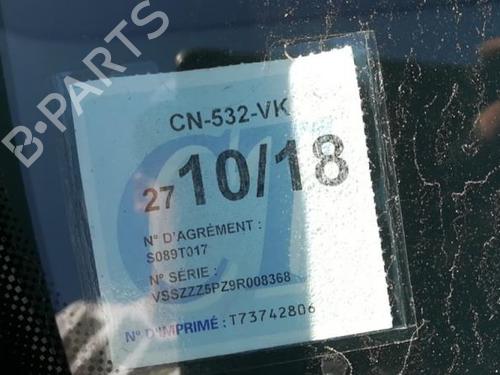 B-PARTS
CN-532-VK
27 10/18
N° D'AGRÉMENT :
S089T017
N° SÉRIE :
VSSZZZ5PZ9R008368
N° D'IMPRIMÉ : T73742806